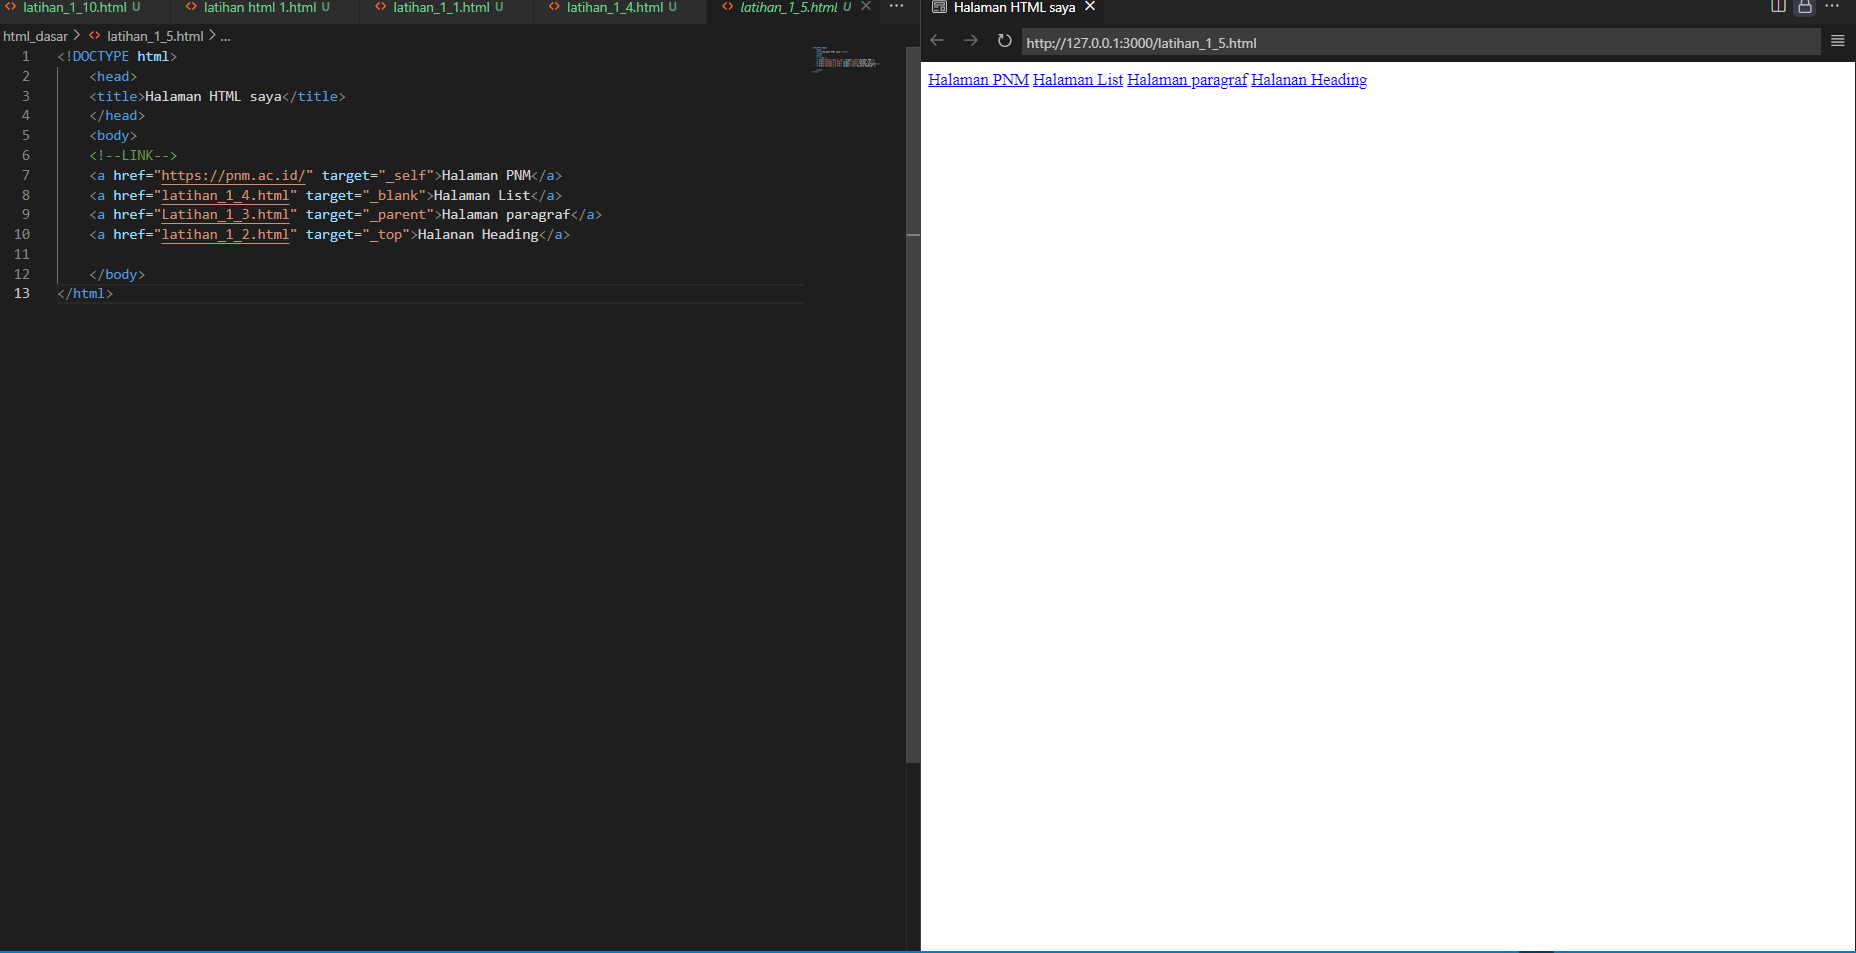 latihan_1_10.html U latihan html 1.html U latihan_1_1.html U latihan_1_4.html U latihan_1_5.html U
html_dasar > latihan_1_5.html > ...
1 <!DOCTYPE html>
2 <head>
3 <title>Halaman HTML saya</title>
4 </head>
5 <body>
6 <!--LINK-->
7 <a href="https://pnm.ac.id/" target="_self">Halaman PNM</a>
8 <a href="latihan_1_4.html" target="_blank">Halaman List</a>
9 <a href="Latihan_1_3.html" target="_parent">Halaman paragraf</a>
10 <a href="latihan_1_2.html" target="_top">Halanan Heading</a>
11
12 </body>
13 </html>
Halaman HTML saya
http://127.0.0.1:3000/latihan_1_5.html
Halaman PNM Halaman List Halaman paragraf Halanan Heading